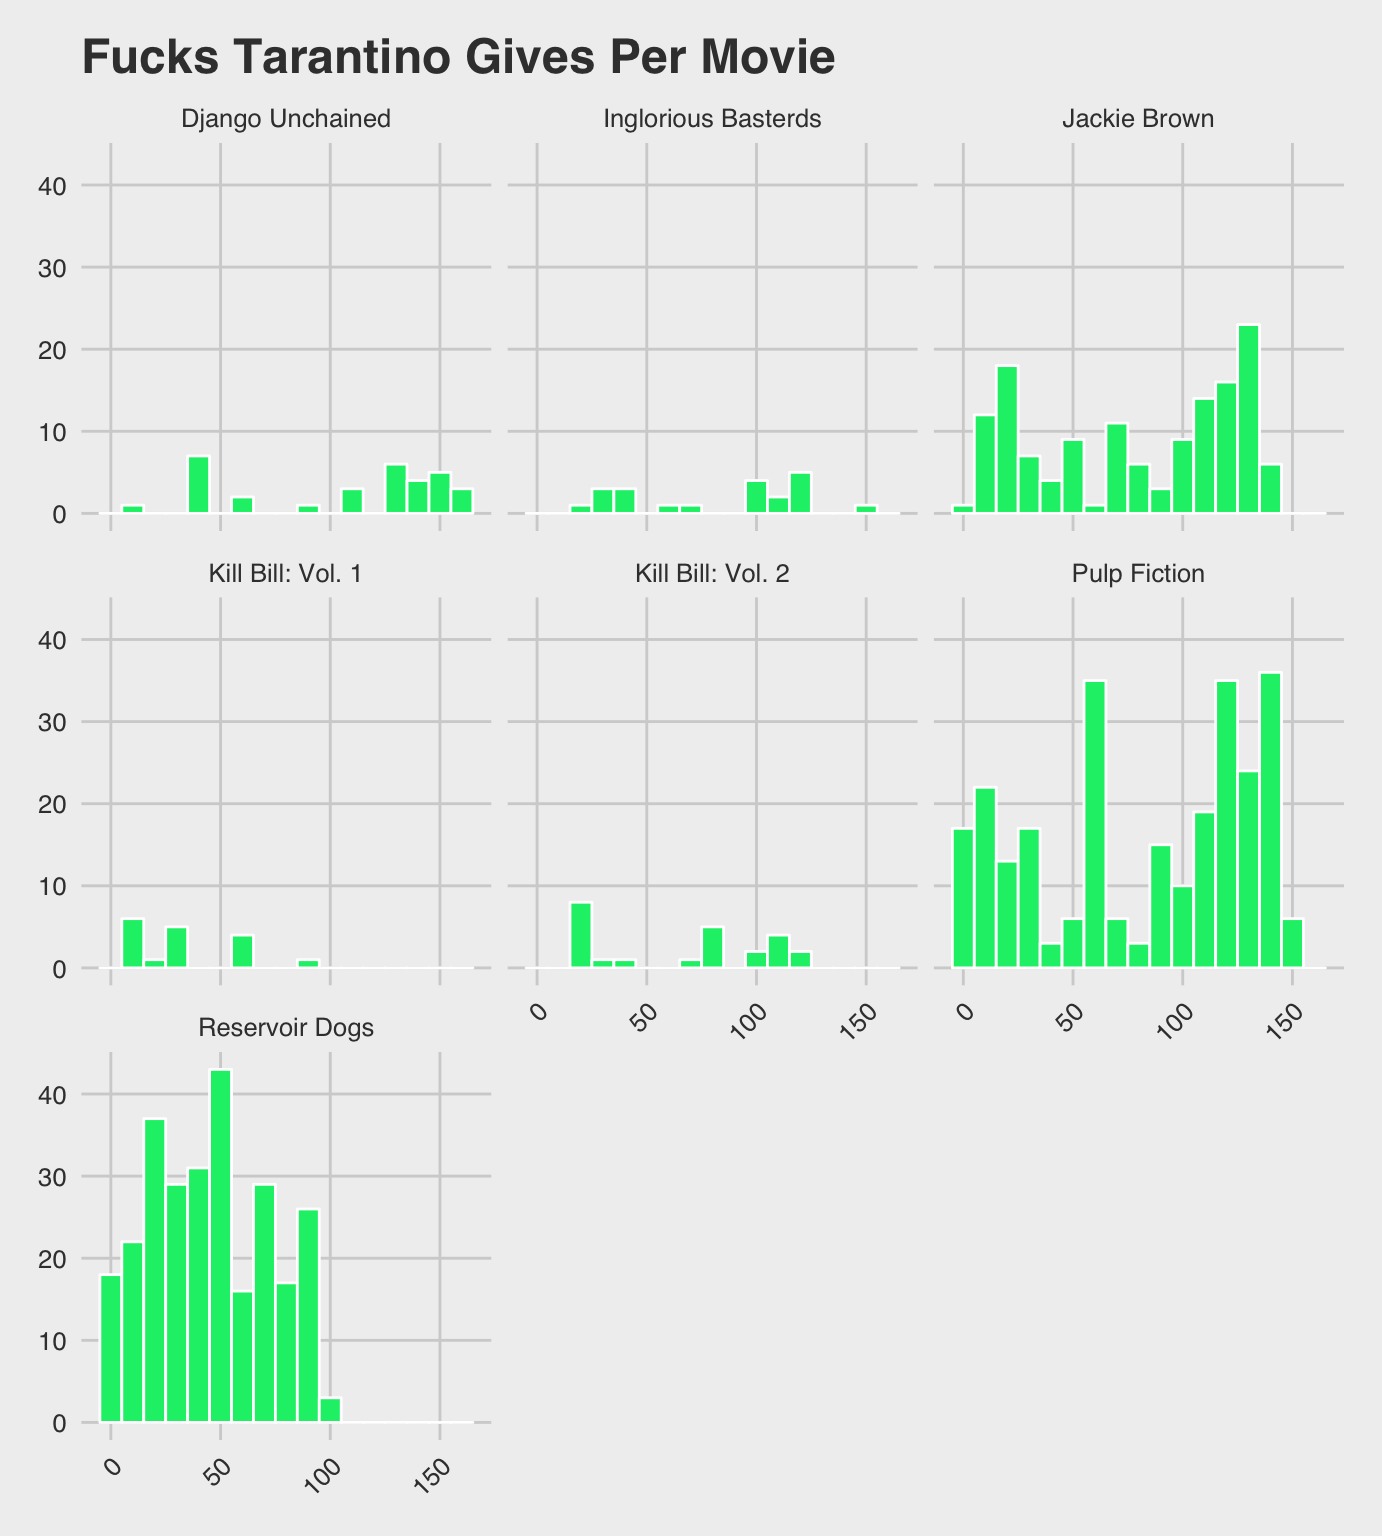 Fucks Tarantino Gives Per Movie
Django Unchained
Inglorious Basterds
Jackie Brown
40
30
20
10
0
Kill Bill: Vol. 1
Kill Bill: Vol. 2
Pulp Fiction
40
30
20
10
0
0 50 100 150
0 50 100 150
Reservoir Dogs
40
30
20
10
0
0 50 100 150